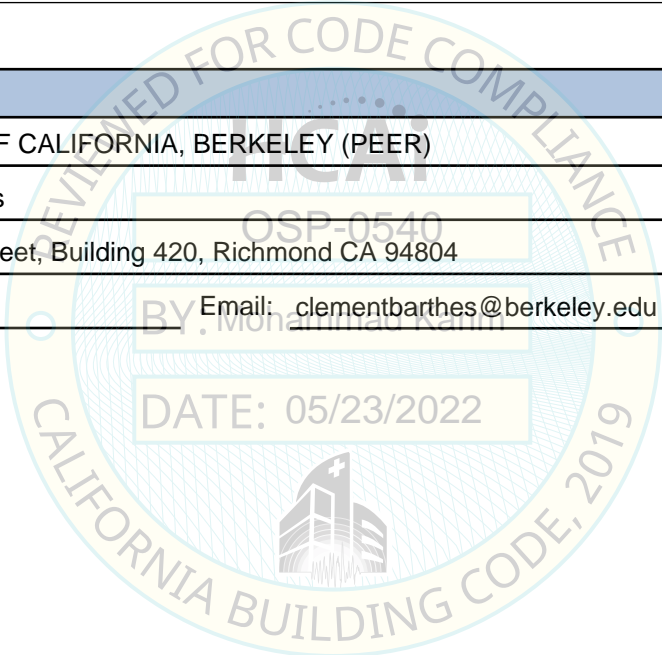 REVIEWED FOR CODE COMPLIANCE
HCAi
F CALIFORNIA, BERKELEY (PEER)
s
OSP-0540
eet, Building 420, Richmond CA 94804
Email: clementbarthes@berkeley.edu
BY: Mohammad Karim
DATE: 05/23/2022
CALIFORNIA BUILDING CODE, 2019